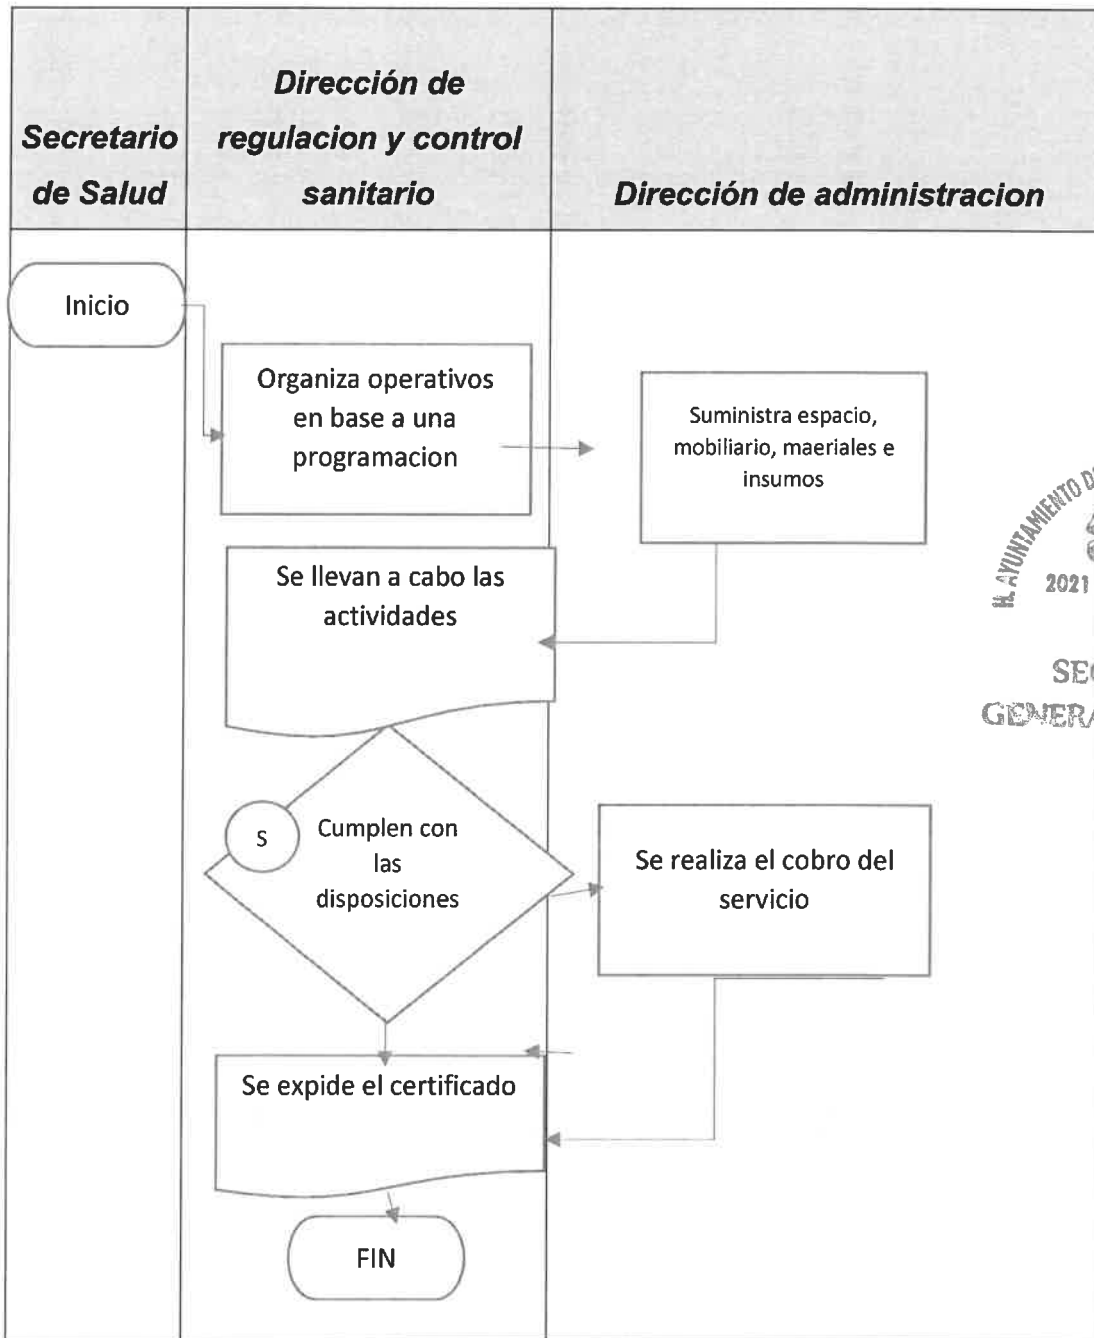 Secretario
de Salud
Dirección de
regulacion y control
sanitario
Dirección de administracion
Inicio
Organiza operativos
en base a una
programacion
Suministra espacio,
mobiliario, maeriales e
insumos
Se llevan a cabo las
actividades
H. AYUNTAMIENTO
2021
S
Cumplen con
las
disposiciones
Se realiza el cobro del
servicio
Se expide el certificado
FIN